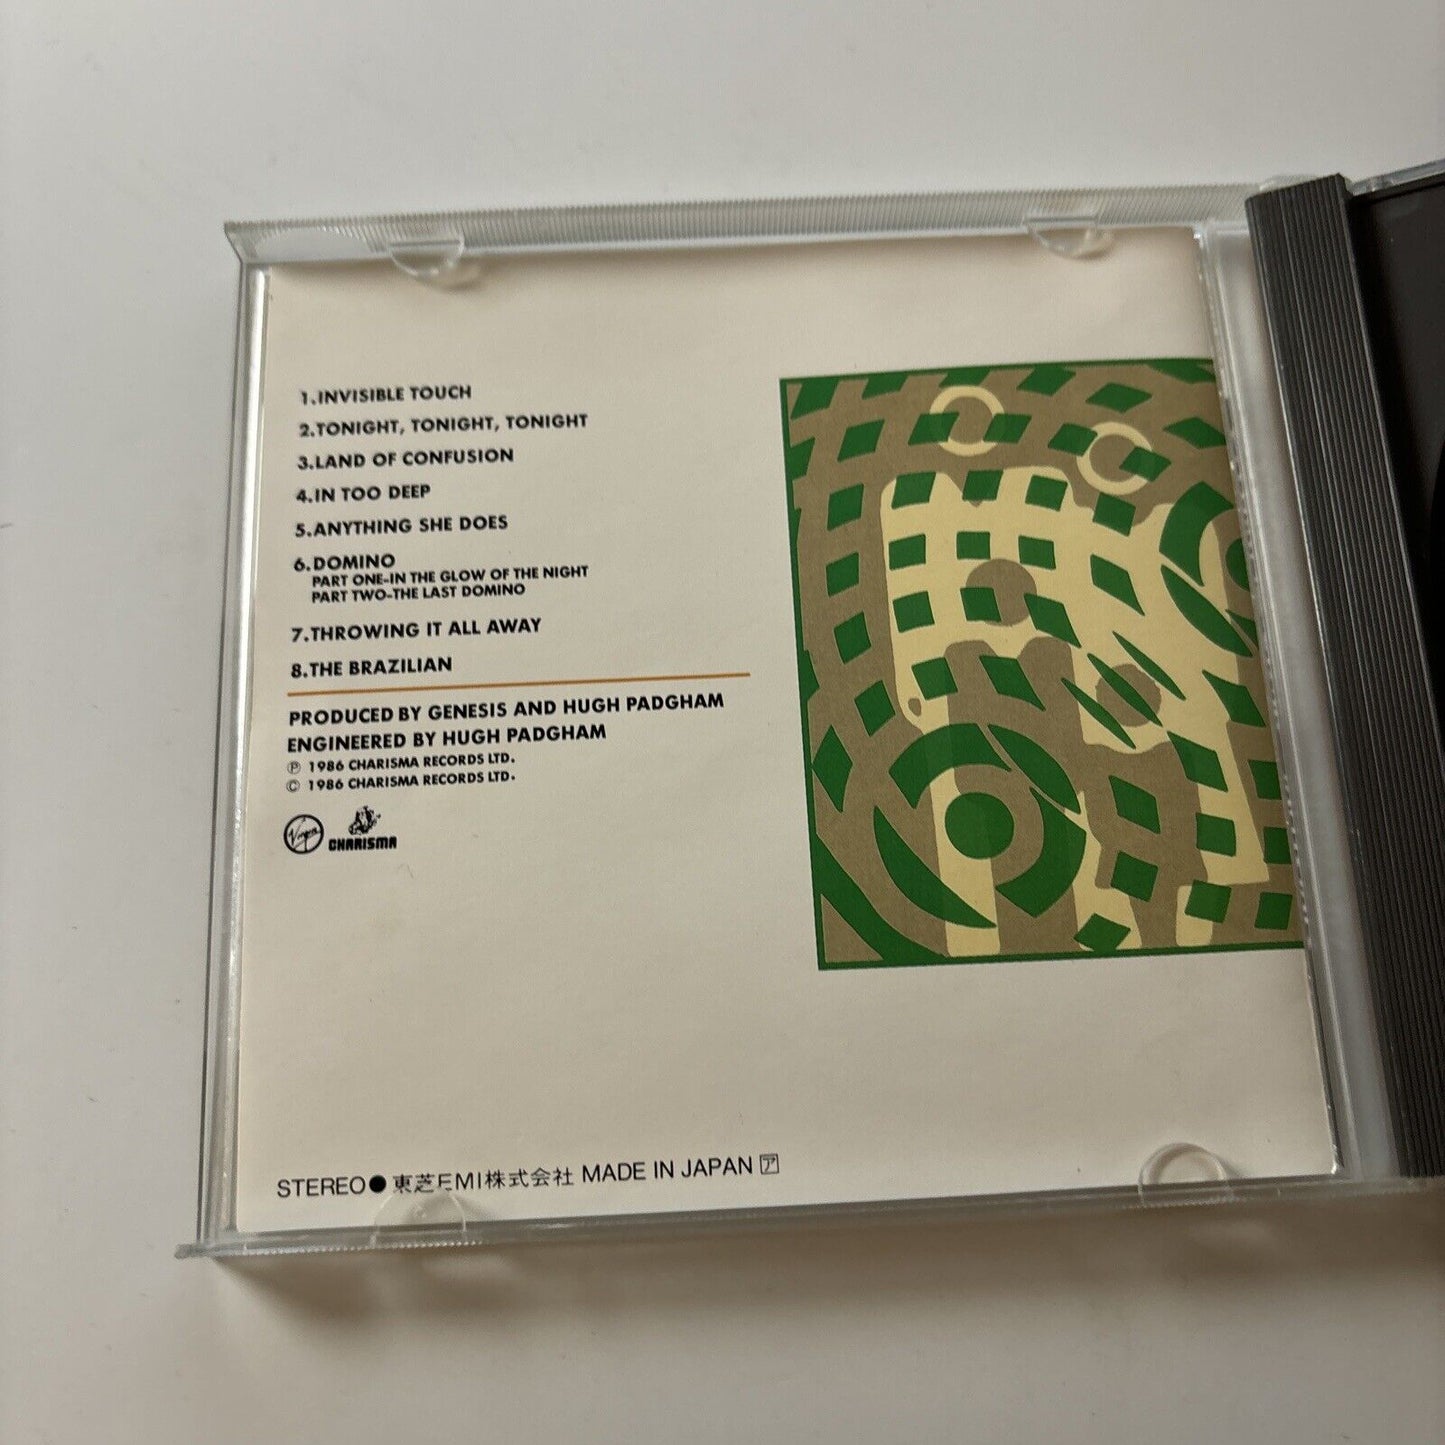 1.INVISIBLE TOUCH
2.TONIGHT, TONIGHT, TONIGHT
3.LAND OF CONFUSION
4.IN TOO DEEP
5.ANYTHING SHE DOES
6.DOMINO
PART ONE-IN THE GLOW OF THE NIGHT
PART TWO-THE LAST DOMINO
7.THROWING IT ALL AWAY
8.THE BRAZILIAN
PRODUCED BY GENESIS AND HUGH PADGHAM
ENGINEERED BY HUGH PADGHAM
Ⓟ 1986 CHARISMA RECORDS LTD.
© 1986 CHARISMA RECORDS LTD.
Virgin CHARISMA
STEREO● 東芝EMI株式会社 MADE IN JAPAN ア